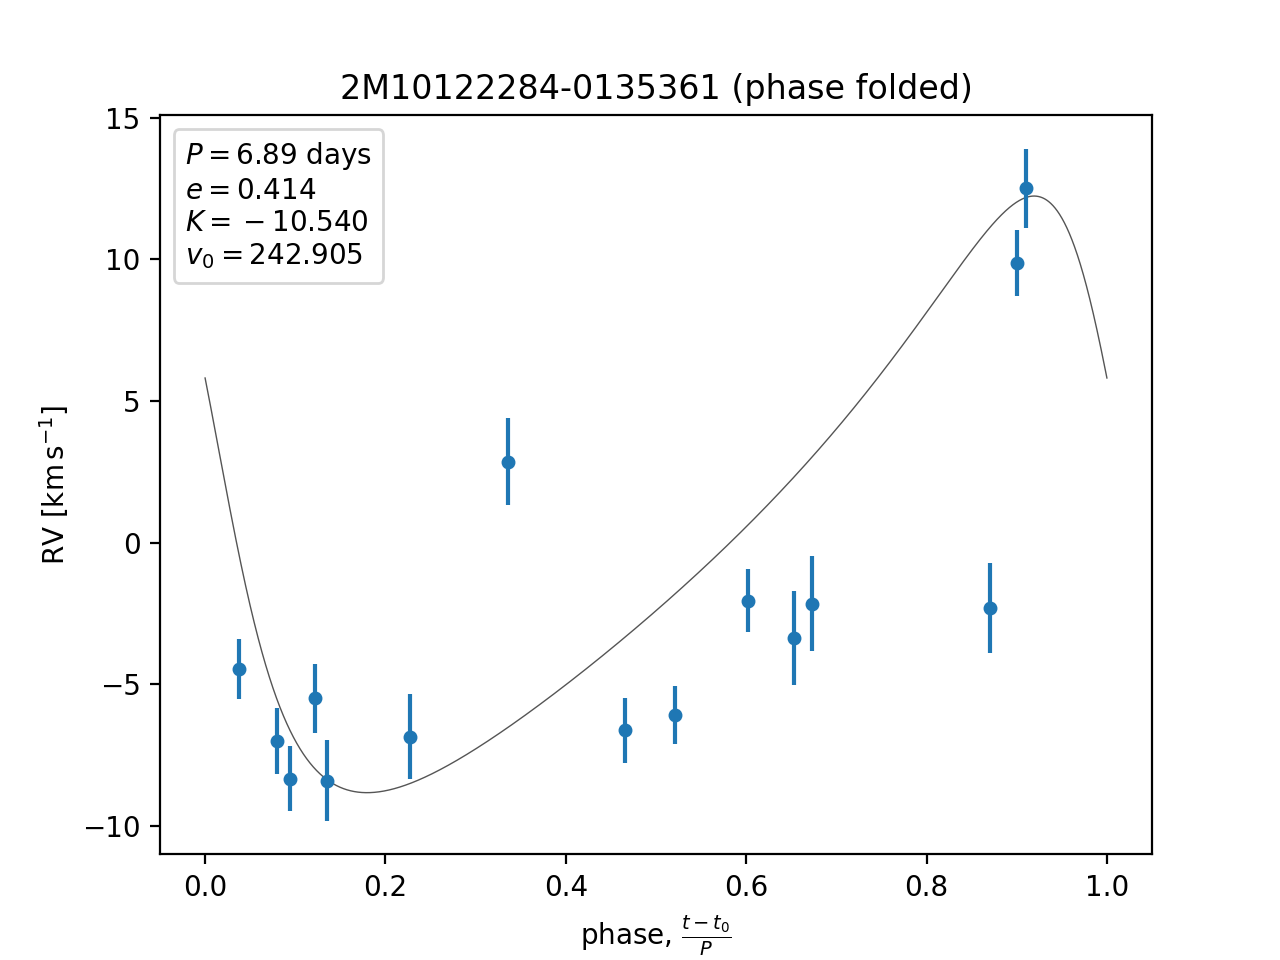 2M10122284-0135361 (phase folded)
P = 6.89 days
e = 0.414
K = −10.540
v₀ = 242.905
15
10
5
0
−5
−10
RV [km s⁻¹]
0.0 0.2 0.4 0.6 0.8 1.0
phase, (t − t₀)/P